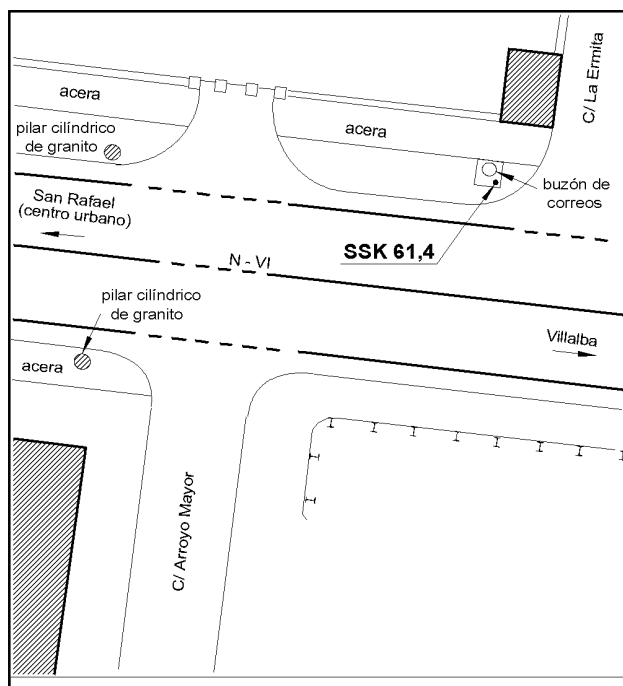 C/ La Ermita
acera
acera
pilar cilíndrico
de granito
buzón de
correos
San Rafael
(centro urbano)
SSK 61,4
N - VI
pilar cilíndrico
de granito
Villalba
acera
C/ Arroyo Mayor